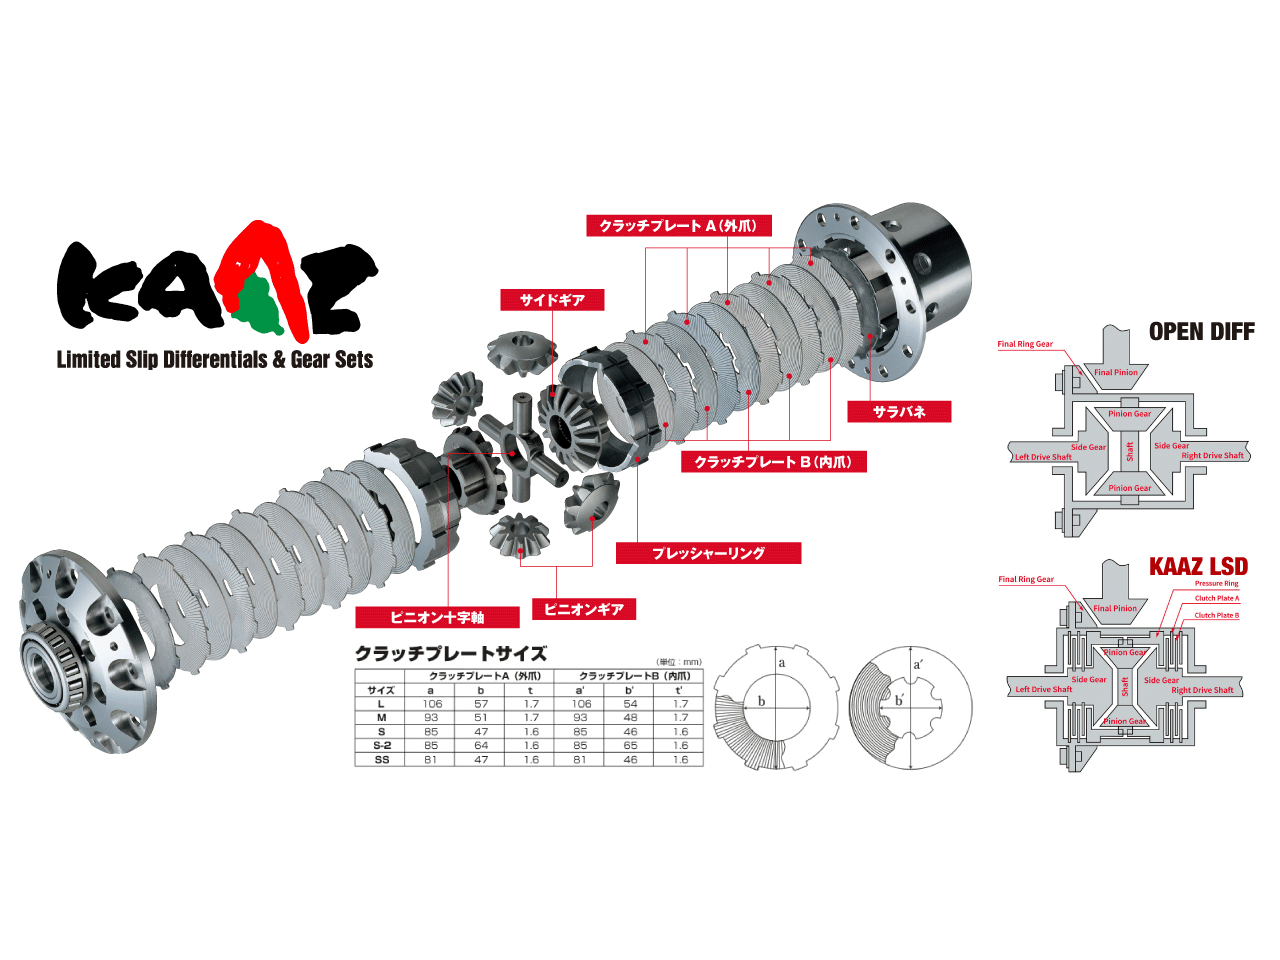 KAAZ
Limited Slip Differentials & Gear Sets
クラッチプレート A(外爪)
サイドギア
サラバネ
クラッチプレート B(内爪)
プレッシャーリング
ピニオンギア
ピニオン十字軸
クラッチプレートサイズ
(単位:mm)
クラッチプレートA(外爪) クラッチプレートB(内爪)
サイズ a b t a' b' t'
L 106 57 1.7 106 54 1.7
M 93 51 1.7 93 48 1.7
S 85 47 1.6 85 46 1.6
S-2 85 64 1.6 85 65 1.6
SS 81 47 1.6 81 46 1.6
a
b
a'
b'
OPEN DIFF
Final Ring Gear
Final Pinion
Pinion Gear
Side Gear
Shaft
Side Gear
Left Drive Shaft
Right Drive Shaft
Pinion Gear
KAAZ LSD
Final Ring Gear
Pressure Ring
Clutch Plate A
Final Pinion
Clutch Plate B
Pinion Gear
Side Gear
Shaft
Side Gear
Left Drive Shaft
Right Drive Shaft
Pinion Gear